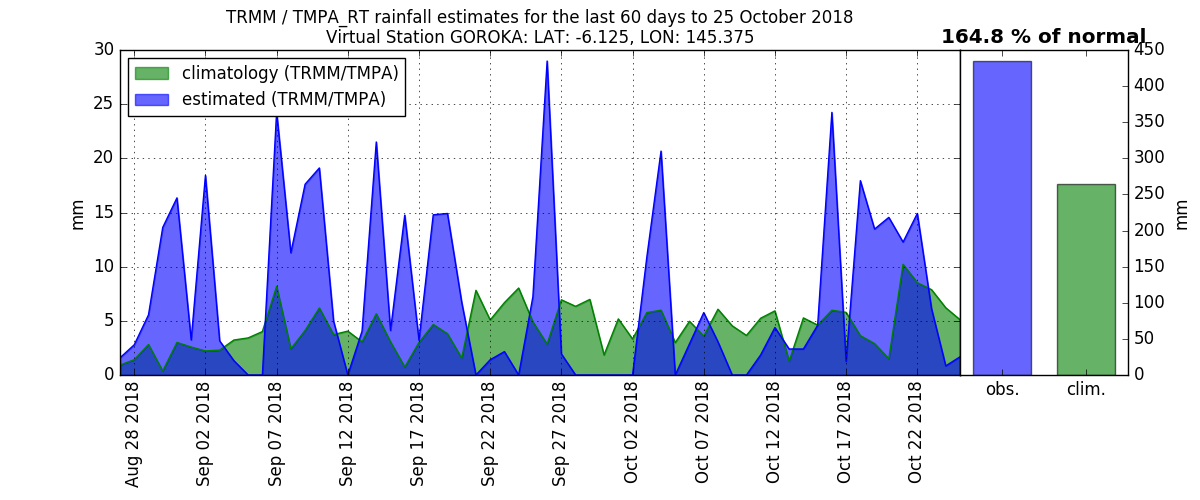 TRMM / TMPA_RT rainfall estimates for the last 60 days to 25 October 2018
Virtual Station GOROKA: LAT: -6.125, LON: 145.375
164.8 % of normal
climatology (TRMM/TMPA)
estimated (TRMM/TMPA)
30
25
20
15
10
5
0
mm
Aug 28 2018
Sep 02 2018
Sep 07 2018
Sep 12 2018
Sep 17 2018
Sep 22 2018
Sep 27 2018
Oct 02 2018
Oct 07 2018
Oct 12 2018
Oct 17 2018
Oct 22 2018
450
400
350
300
250
200
150
100
50
0
mm
obs.
clim.